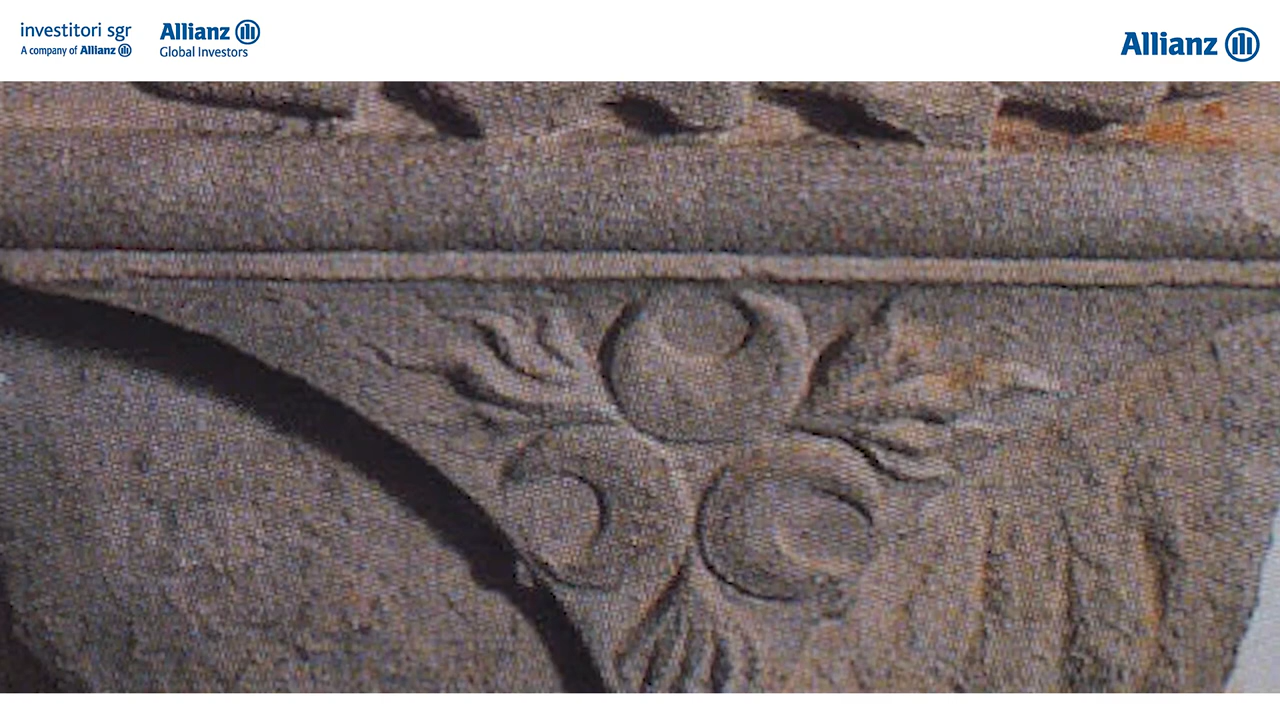 investitori sgr
A company of Allianz
Allianz
Global Investors
Allianz